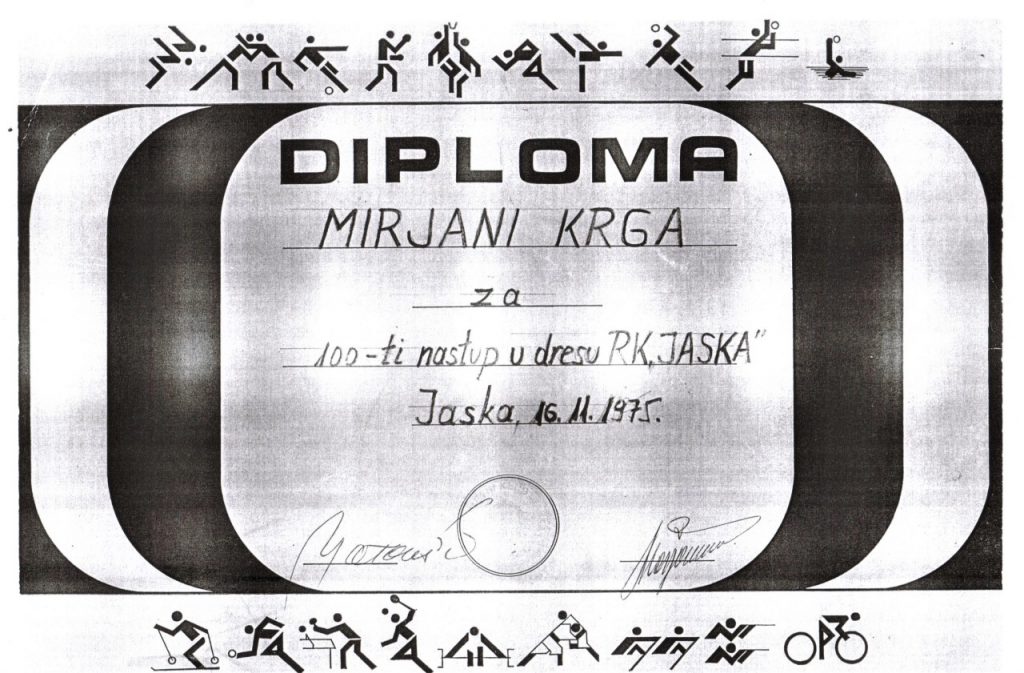 DIPLOMA
MIRJANI KRGA
za
100-ti nastup u dresu RK „JASKA"
Jaska, 16. 11. 1975.